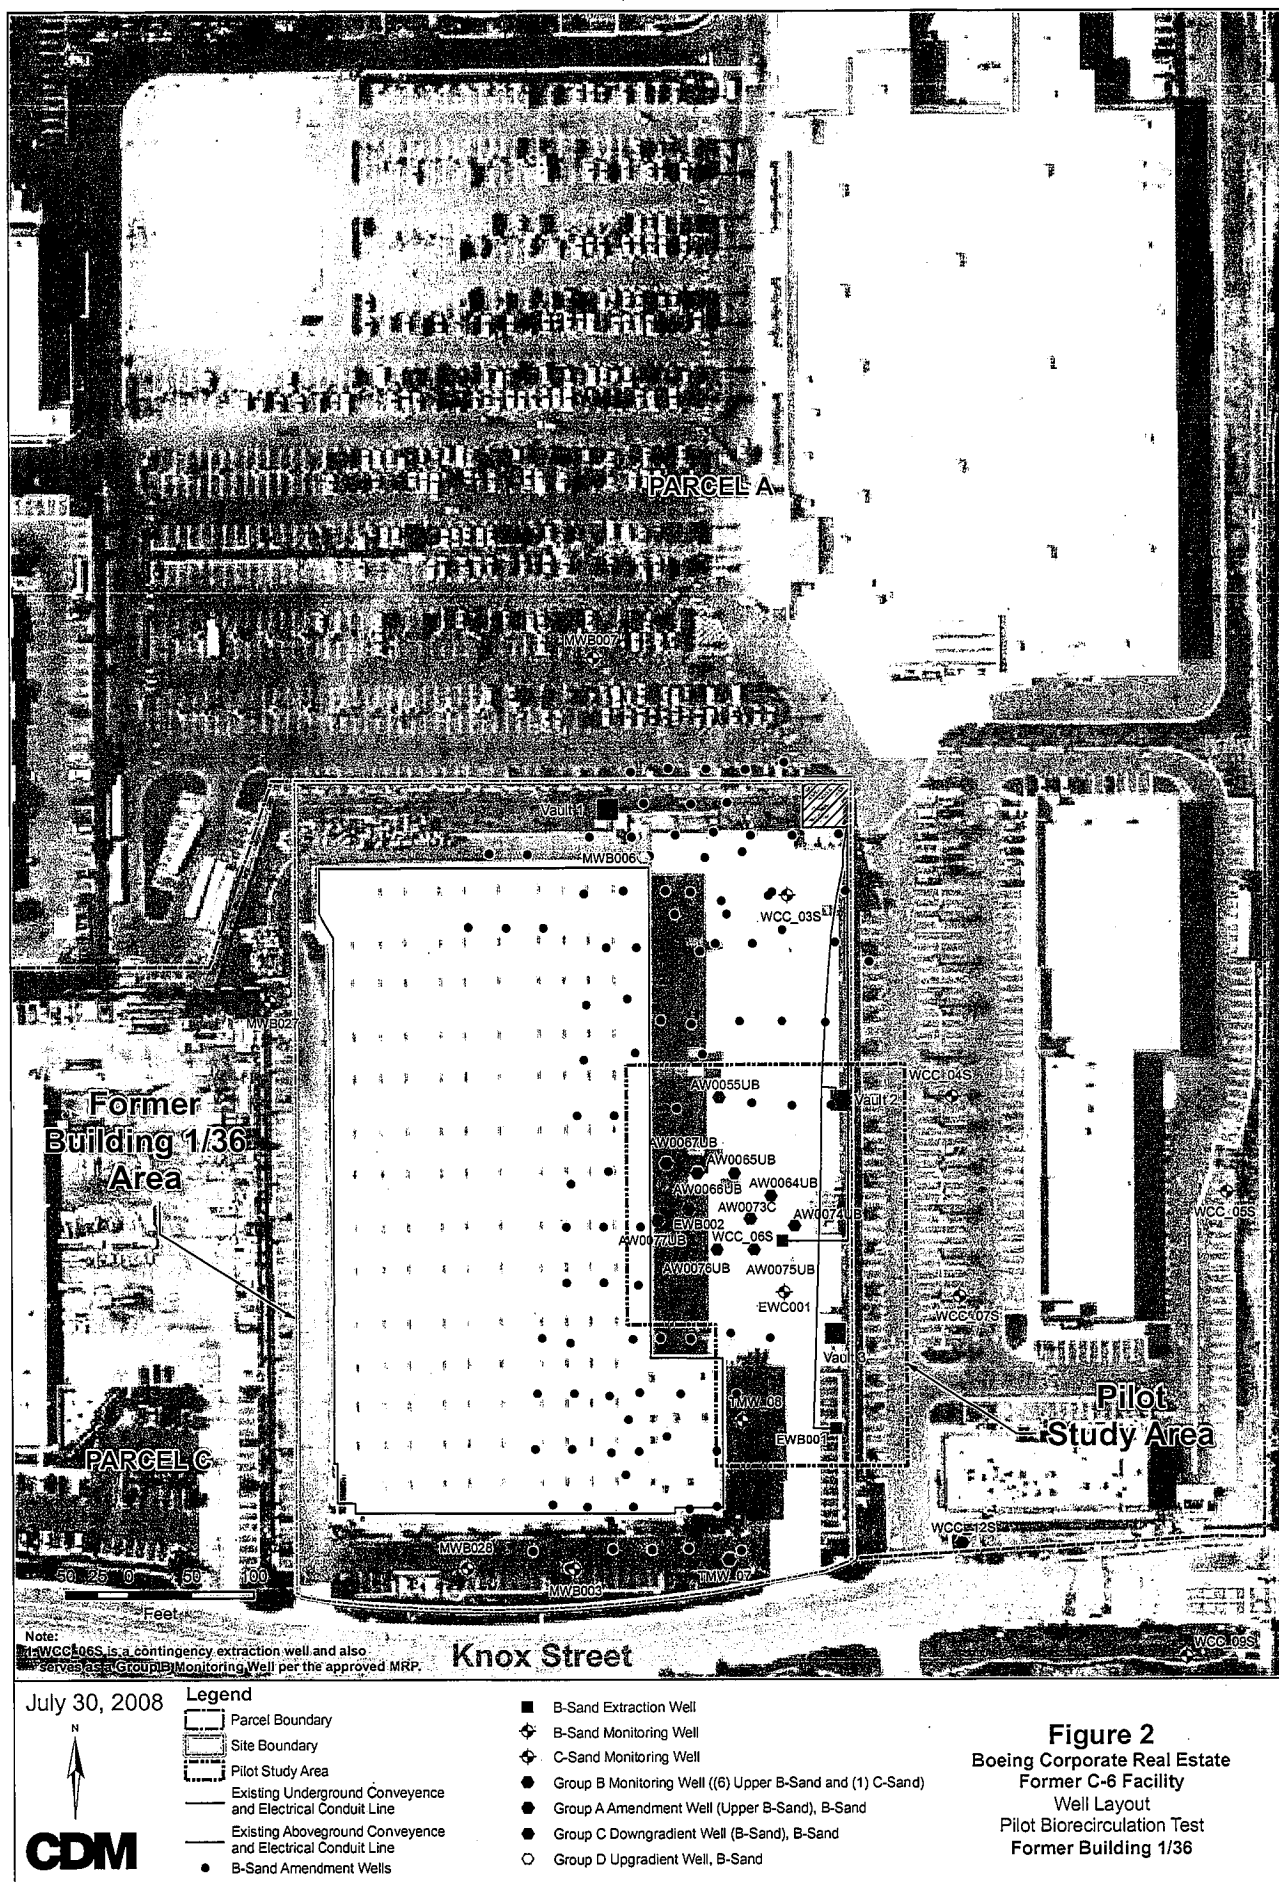 PARCEL A
MWB007
Vault 1
MWB006
WCC_03S
MWB027
WCC_04S
AW0055UB
Vault 2
Former
Building 1/36
Area
AW0067UB
AW0065UB
AW0066UB
AW0064UB
AW0073C
AW0074UB
EWB002
WCC_05S
AW0077UB
WCC_06S
AW0076UB
AW0075UB
EWC001
WCC_07S
Vault 3
Pilot
Study Area
TMW_08
EWB001
PARCEL C
WCC_12S
MWB028
MWB003
TMW_07
50 25 0 50 100
Feet
Note:
1-WCC_06S is a contingency extraction well and also
serves as a Group B Monitoring Well per the approved MRP.
Knox Street
WCC_09S
July 30, 2008
N
CDM
Legend
Parcel Boundary
Site Boundary
Pilot Study Area
Existing Underground Conveyence
and Electrical Conduit Line
Existing Aboveground Conveyence
and Electrical Conduit Line
B-Sand Amendment Wells
B-Sand Extraction Well
B-Sand Monitoring Well
C-Sand Monitoring Well
Group B Monitoring Well ((6) Upper B-Sand and (1) C-Sand)
Group A Amendment Well (Upper B-Sand), B-Sand
Group C Downgradient Well (B-Sand), B-Sand
Group D Upgradient Well, B-Sand
Figure 2
Boeing Corporate Real Estate
Former C-6 Facility
Well Layout
Pilot Biorecirculation Test
Former Building 1/36